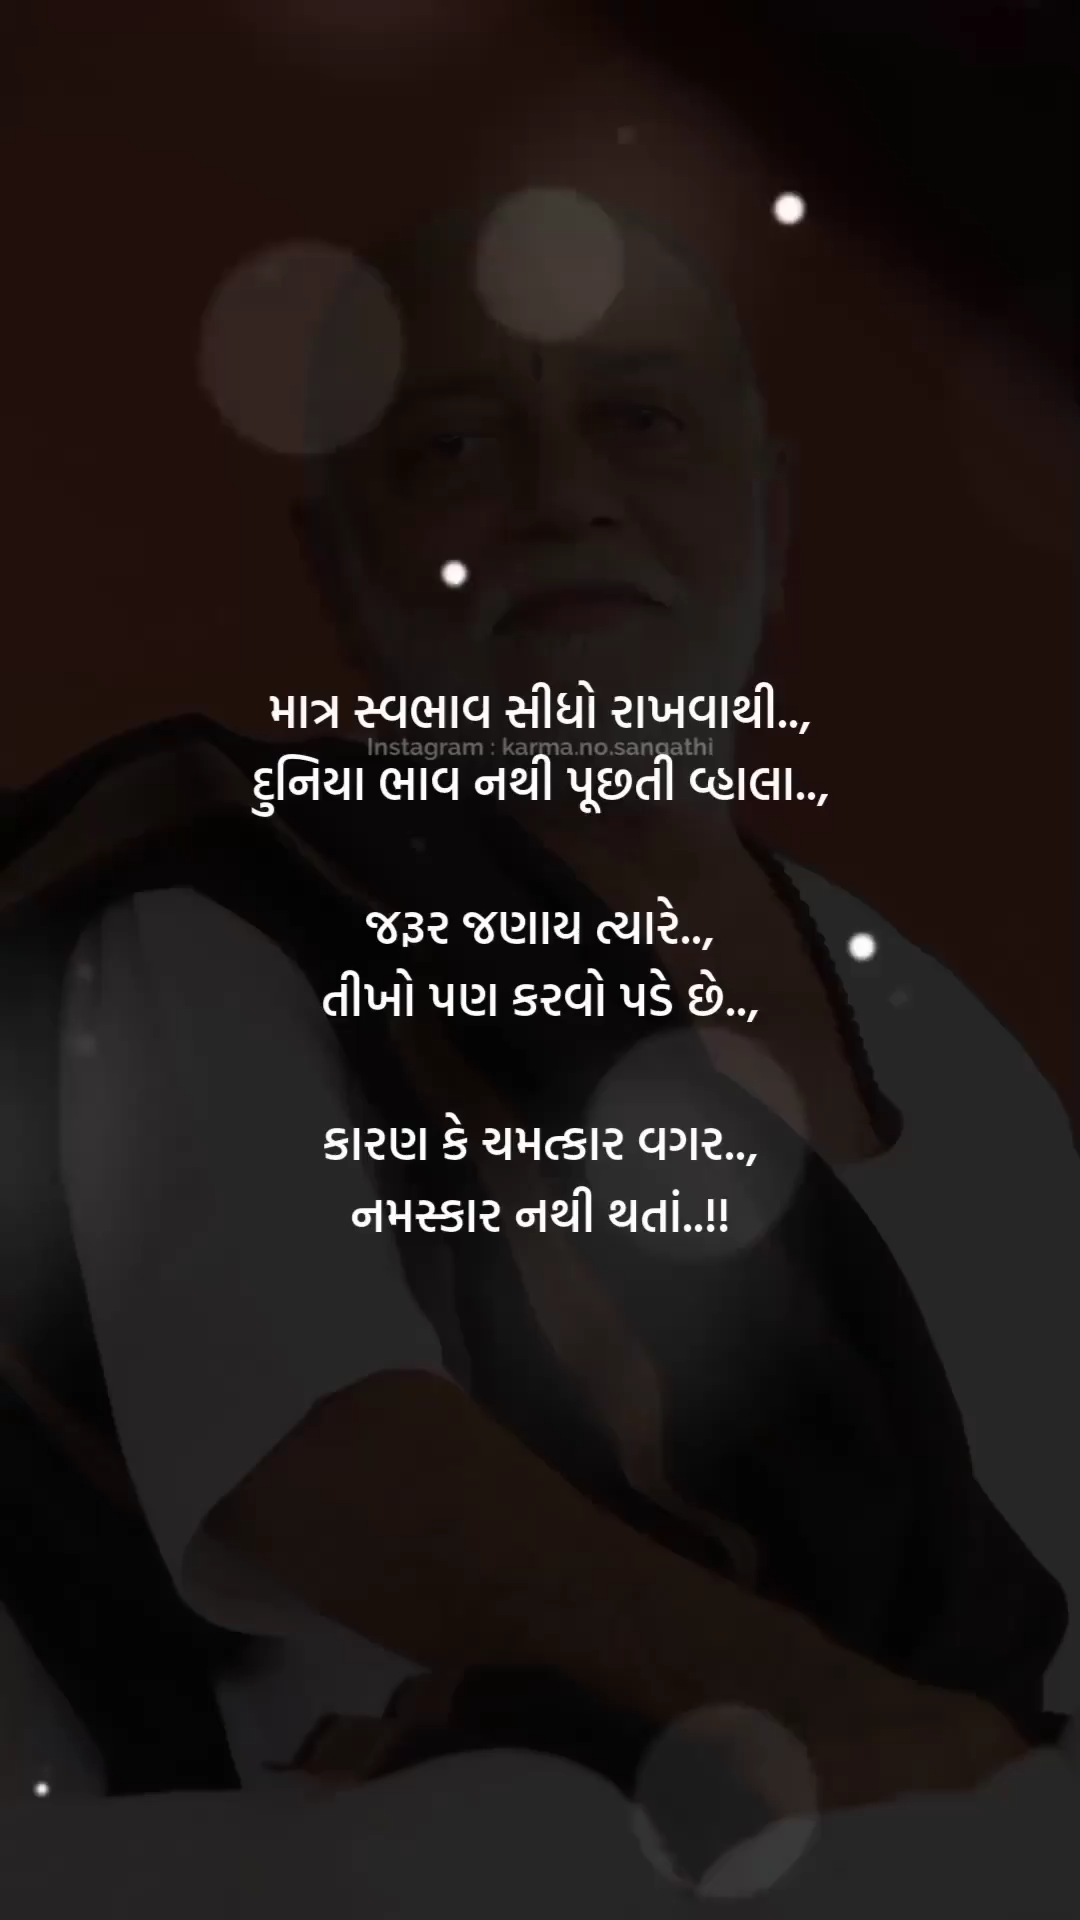 માત્ર સ્વભાવ સીધો રાખવાથી..,
Instagram : karma.no.sangathi
દુનિયા ભાવ નથી પૂછતી વ્હાલા..,
જરૂર જણાય ત્યારે..,
તીખો પણ કરવો પડે છે..,
કારણ કે ચમત્કાર વગર..,
નમસ્કાર નથી થતાં..!!